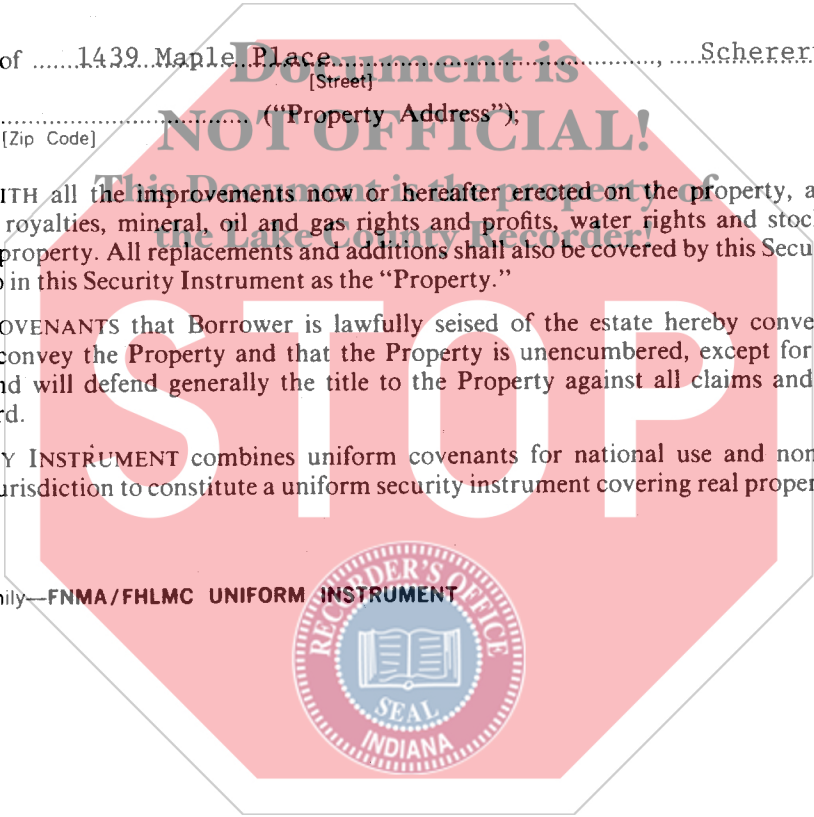 of 1439 Maple Place, Scherer
[Street]
("Property Address");
[Zip Code]
Document is
NOT OFFICIAL!
This Document is the property of
the Lake County Recorder!
ITH all the improvements now or hereafter erected on the property, a
royalties, mineral, oil and gas rights and profits, water rights and stoc
property. All replacements and additions shall also be covered by this Secu
o in this Security Instrument as the “Property.”
OVENANTS that Borrower is lawfully seised of the estate hereby conve
convey the Property and that the Property is unencumbered, except for
nd will defend generally the title to the Property against all claims and
rd.
Y INSTRUMENT combines uniform covenants for national use and non
urisdiction to constitute a uniform security instrument covering real proper
STOP
nily—FNMA/FHLMC UNIFORM INSTRUMENT
RECORDER'S OFFICE
SEAL
INDIANA